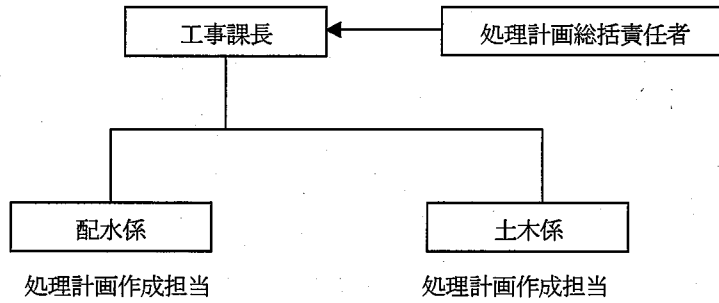 工事課長
処理計画総括責任者
配水係
土木係
処理計画作成担当
処理計画作成担当